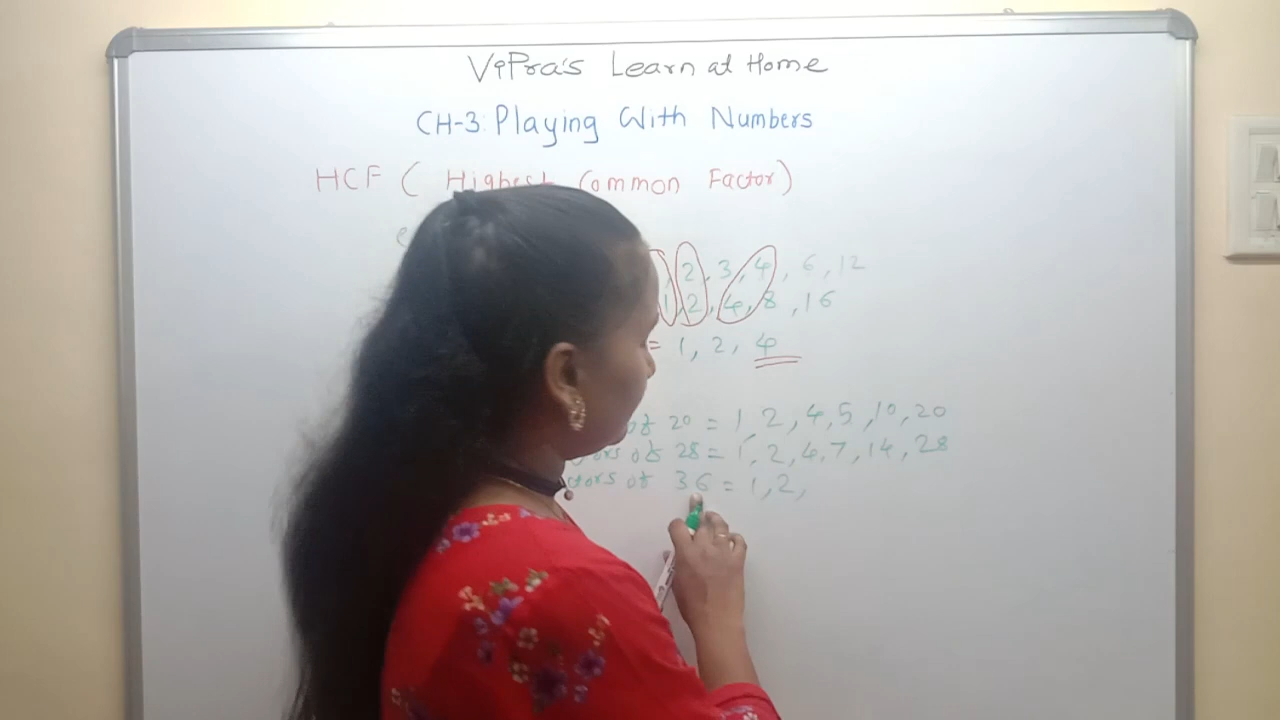 ViPra's Learn at Home
CH-3: Playing With Numbers
HCF ( Highest Common Factor)
, 2, 3, 4, 6, 12
1, 2, 4, 8, 16
= 1, 2, 4
of 20 = 1, 2, 4, 5, 10, 20
of 28 = 1, 2, 4, 7, 14, 28
of 36 = 1, 2,